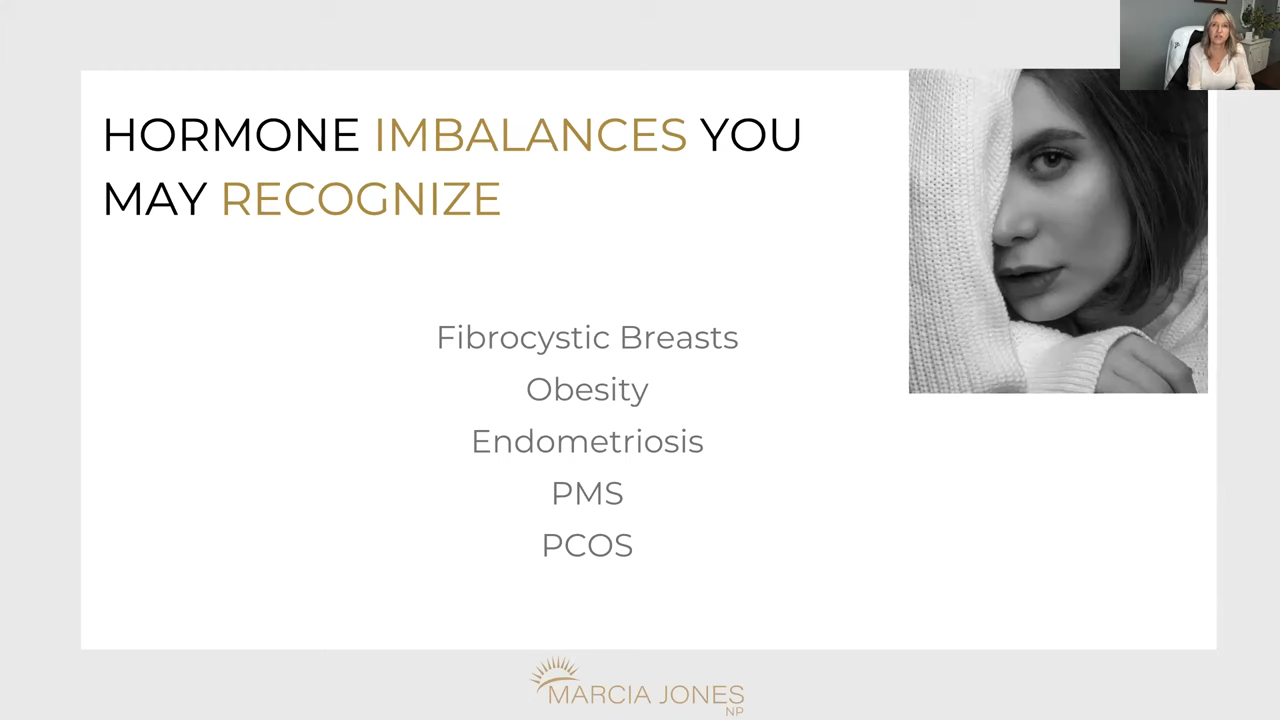 HORMONE IMBALANCES YOU
MAY RECOGNIZE
Fibrocystic Breasts
Obesity
Endometriosis
PMS
PCOS
MARCIA JONES
NP